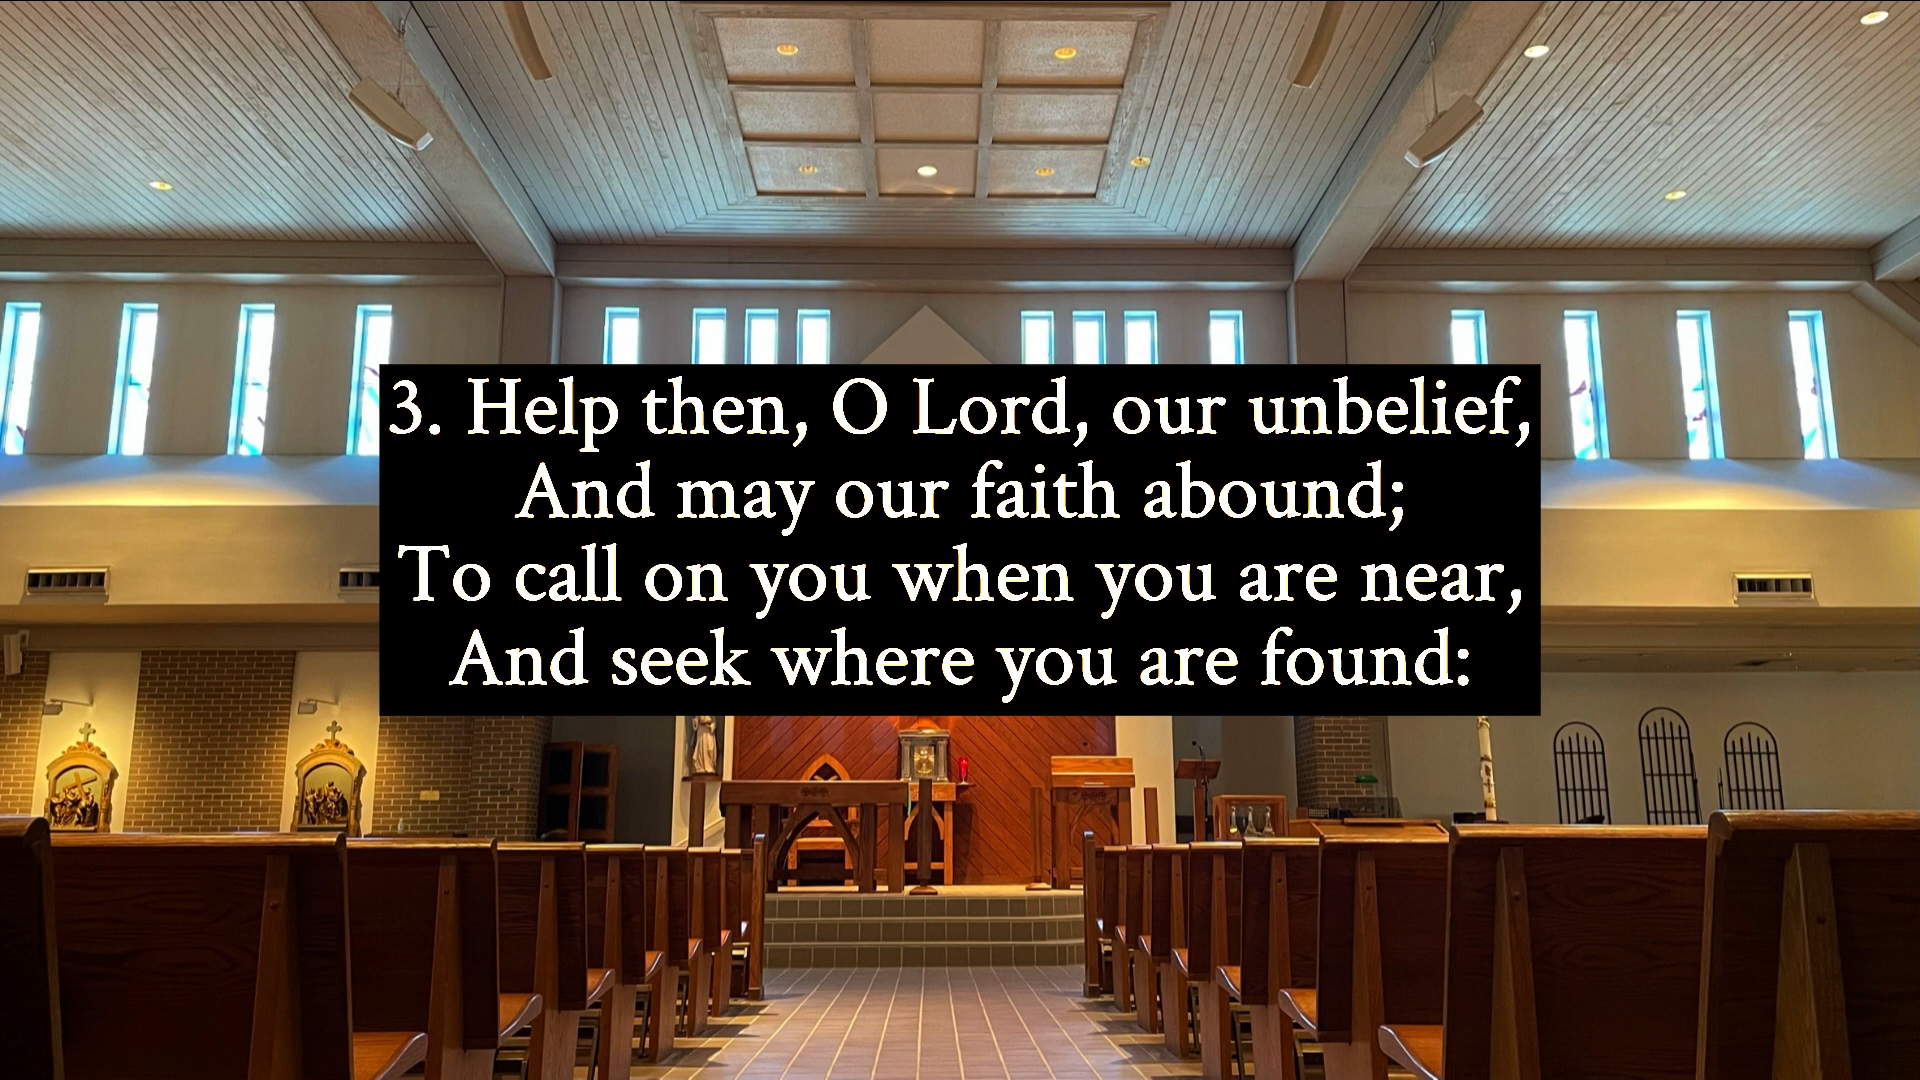 3. Help then, O Lord, our unbelief,
And may our faith abound;
To call on you when you are near,
And seek where you are found: